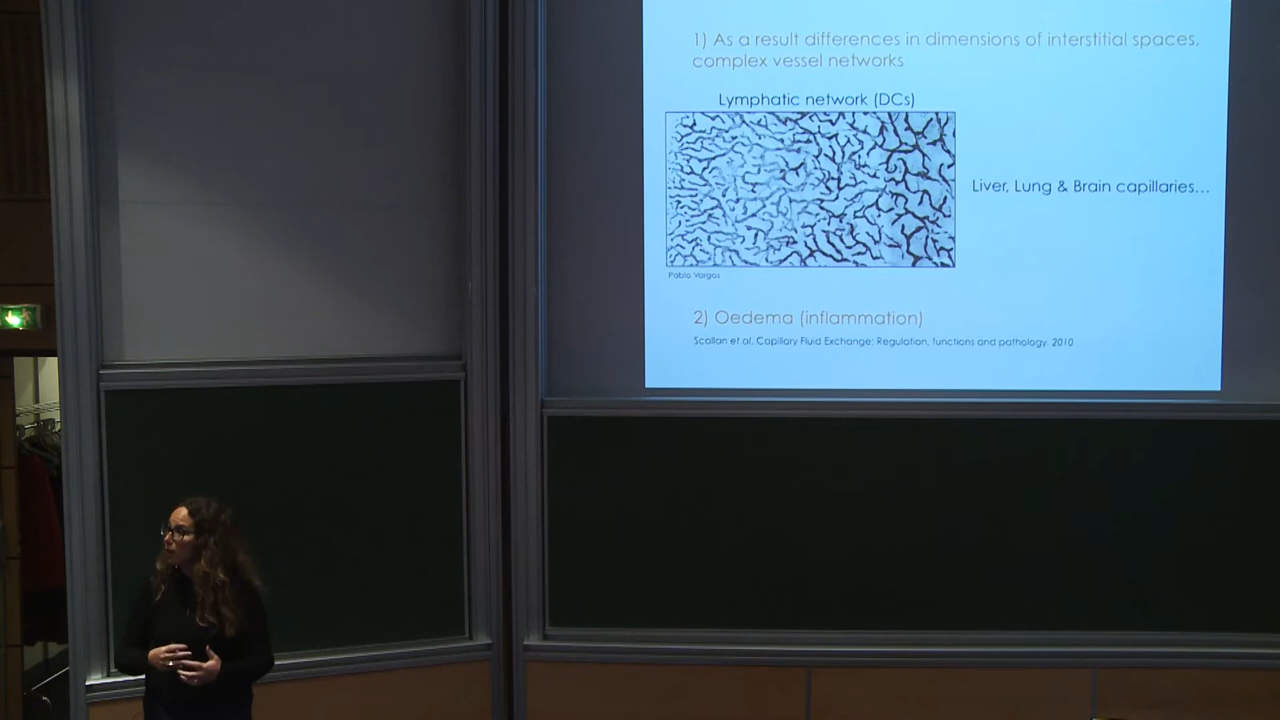 1) As a result differences in dimensions of interstitial spaces,
complex vessel networks
Lymphatic network (DCs)
Liver, Lung & Brain capillaries...
Pablo Vargas
2) Oedema (inflammation)
Scallan et al, Capillary Fluid Exchange: Regulation, functions and pathology. 2010